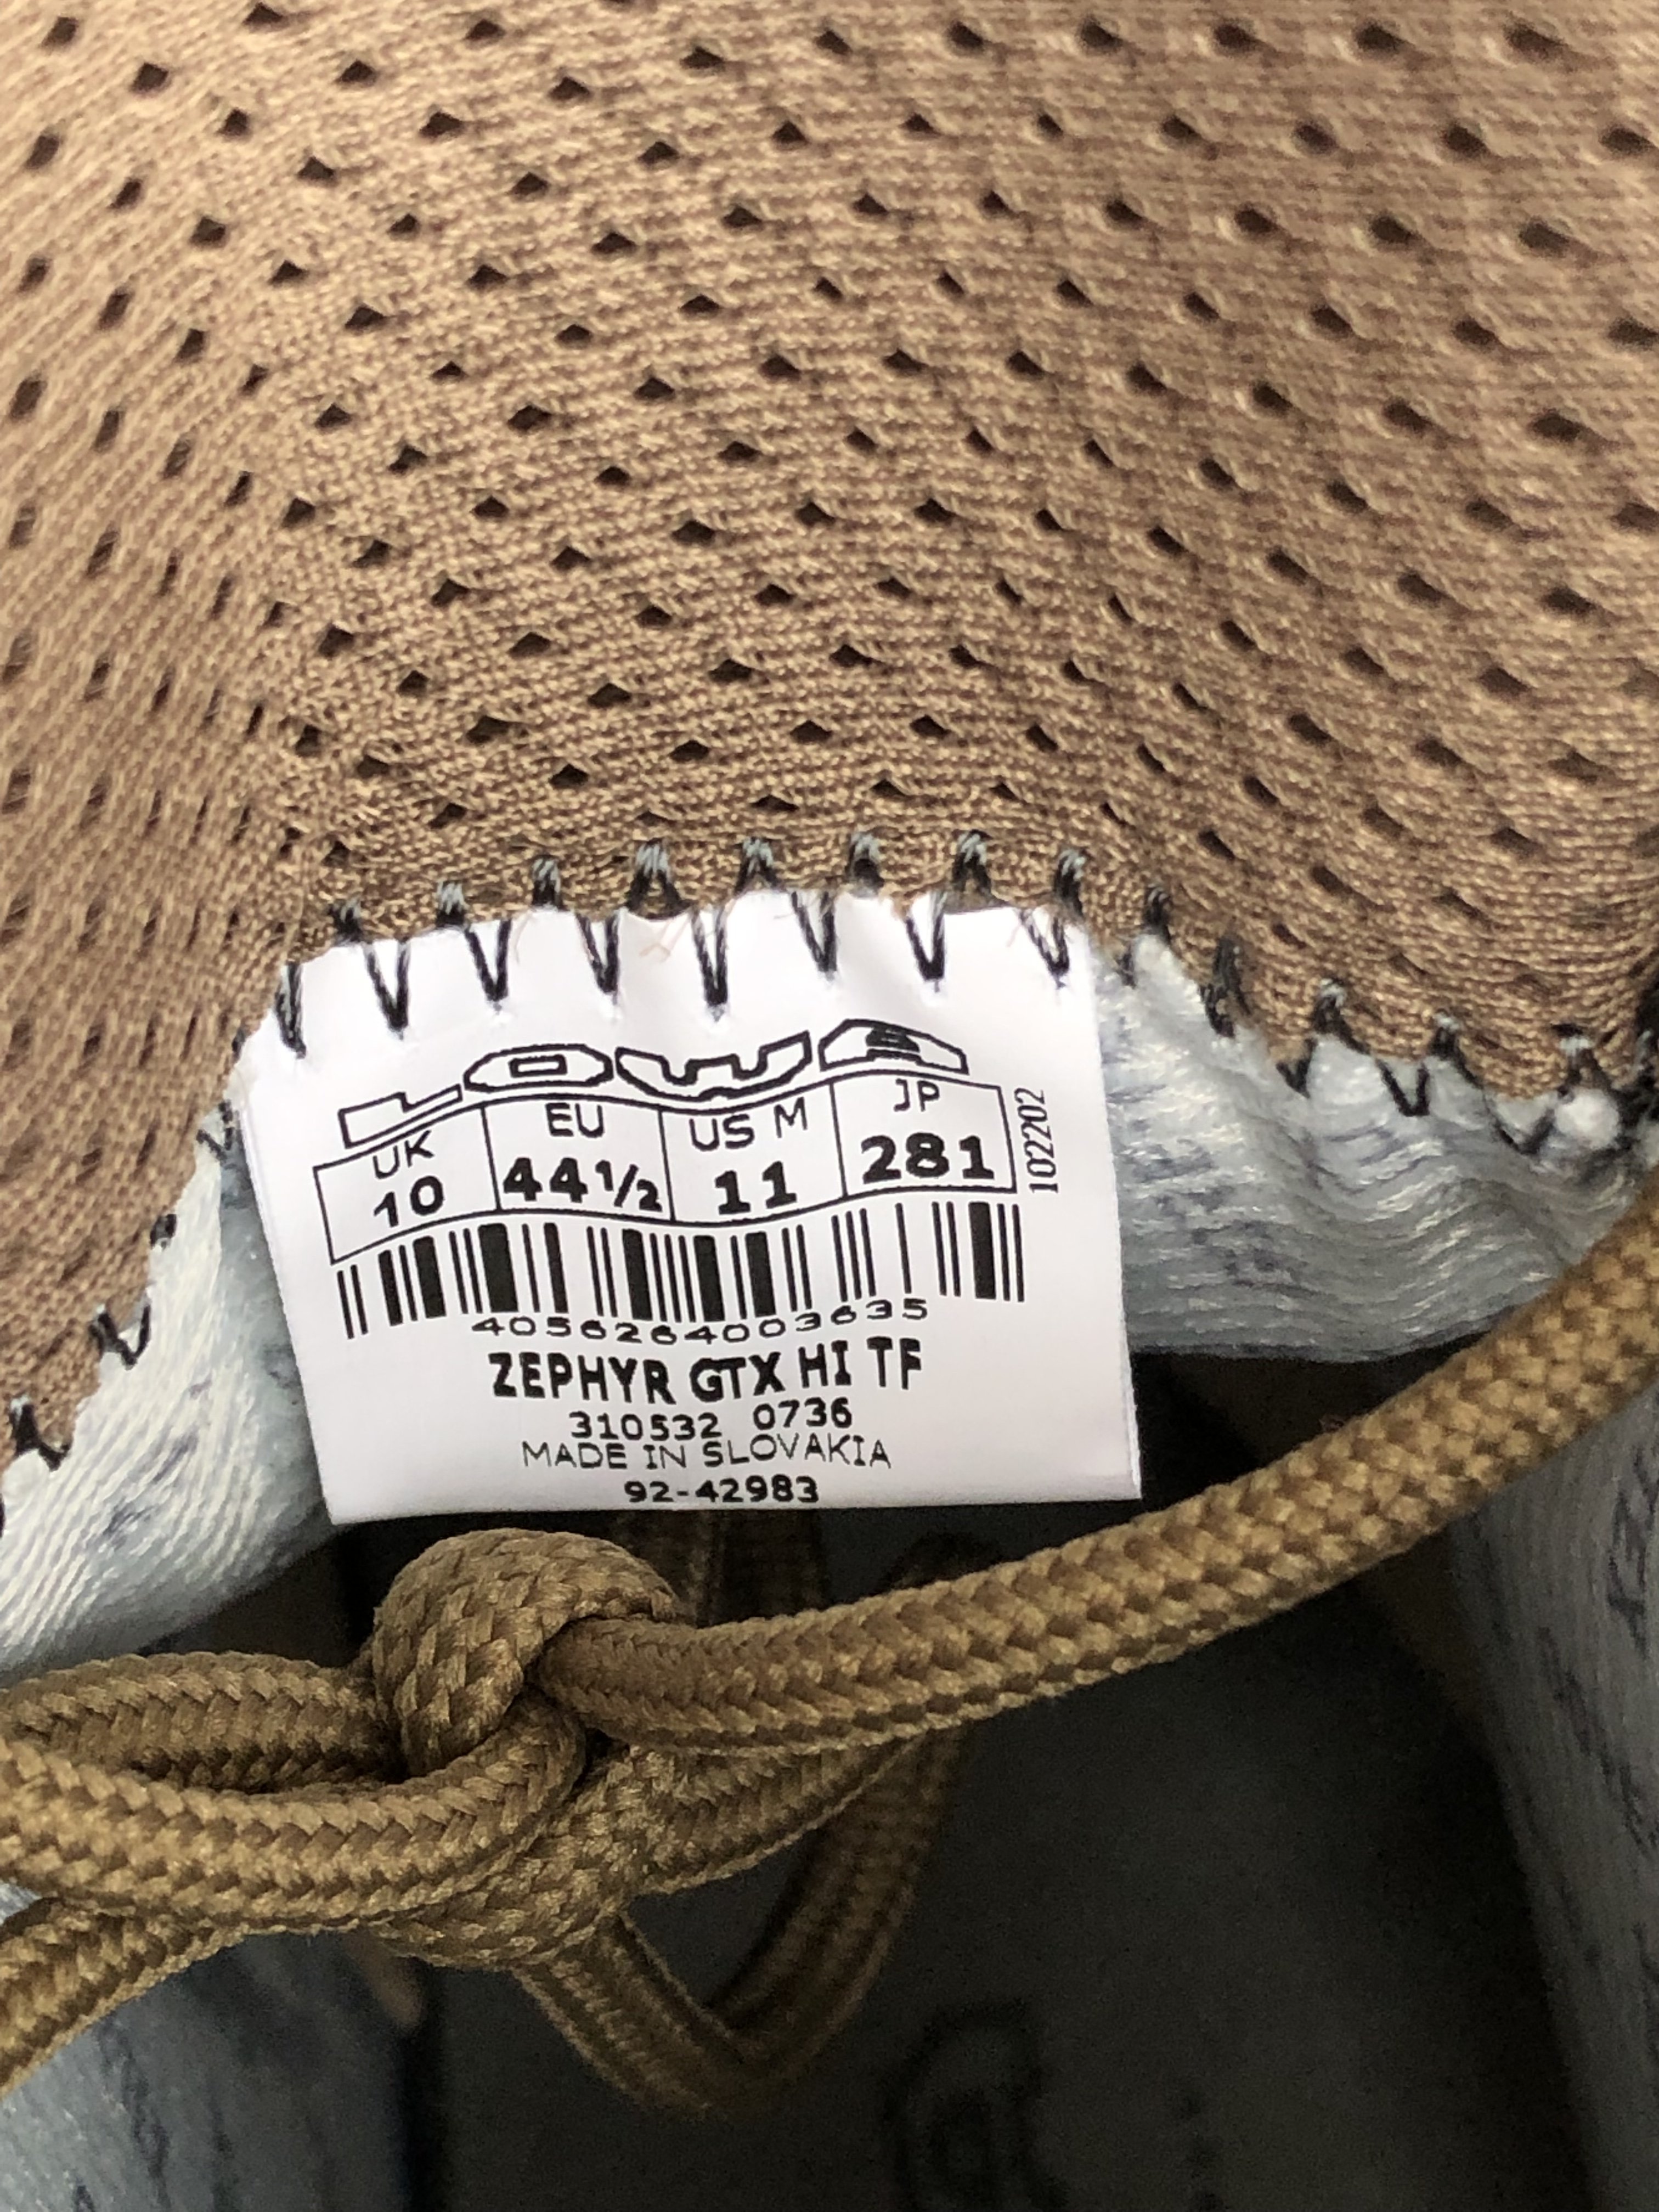 LOWA
UK EU US M JP
10 44½ 11 281
102202
4056264003635
ZEPHYR GTX HI TF
310532 0736
MADE IN SLOVAKIA
92-42983